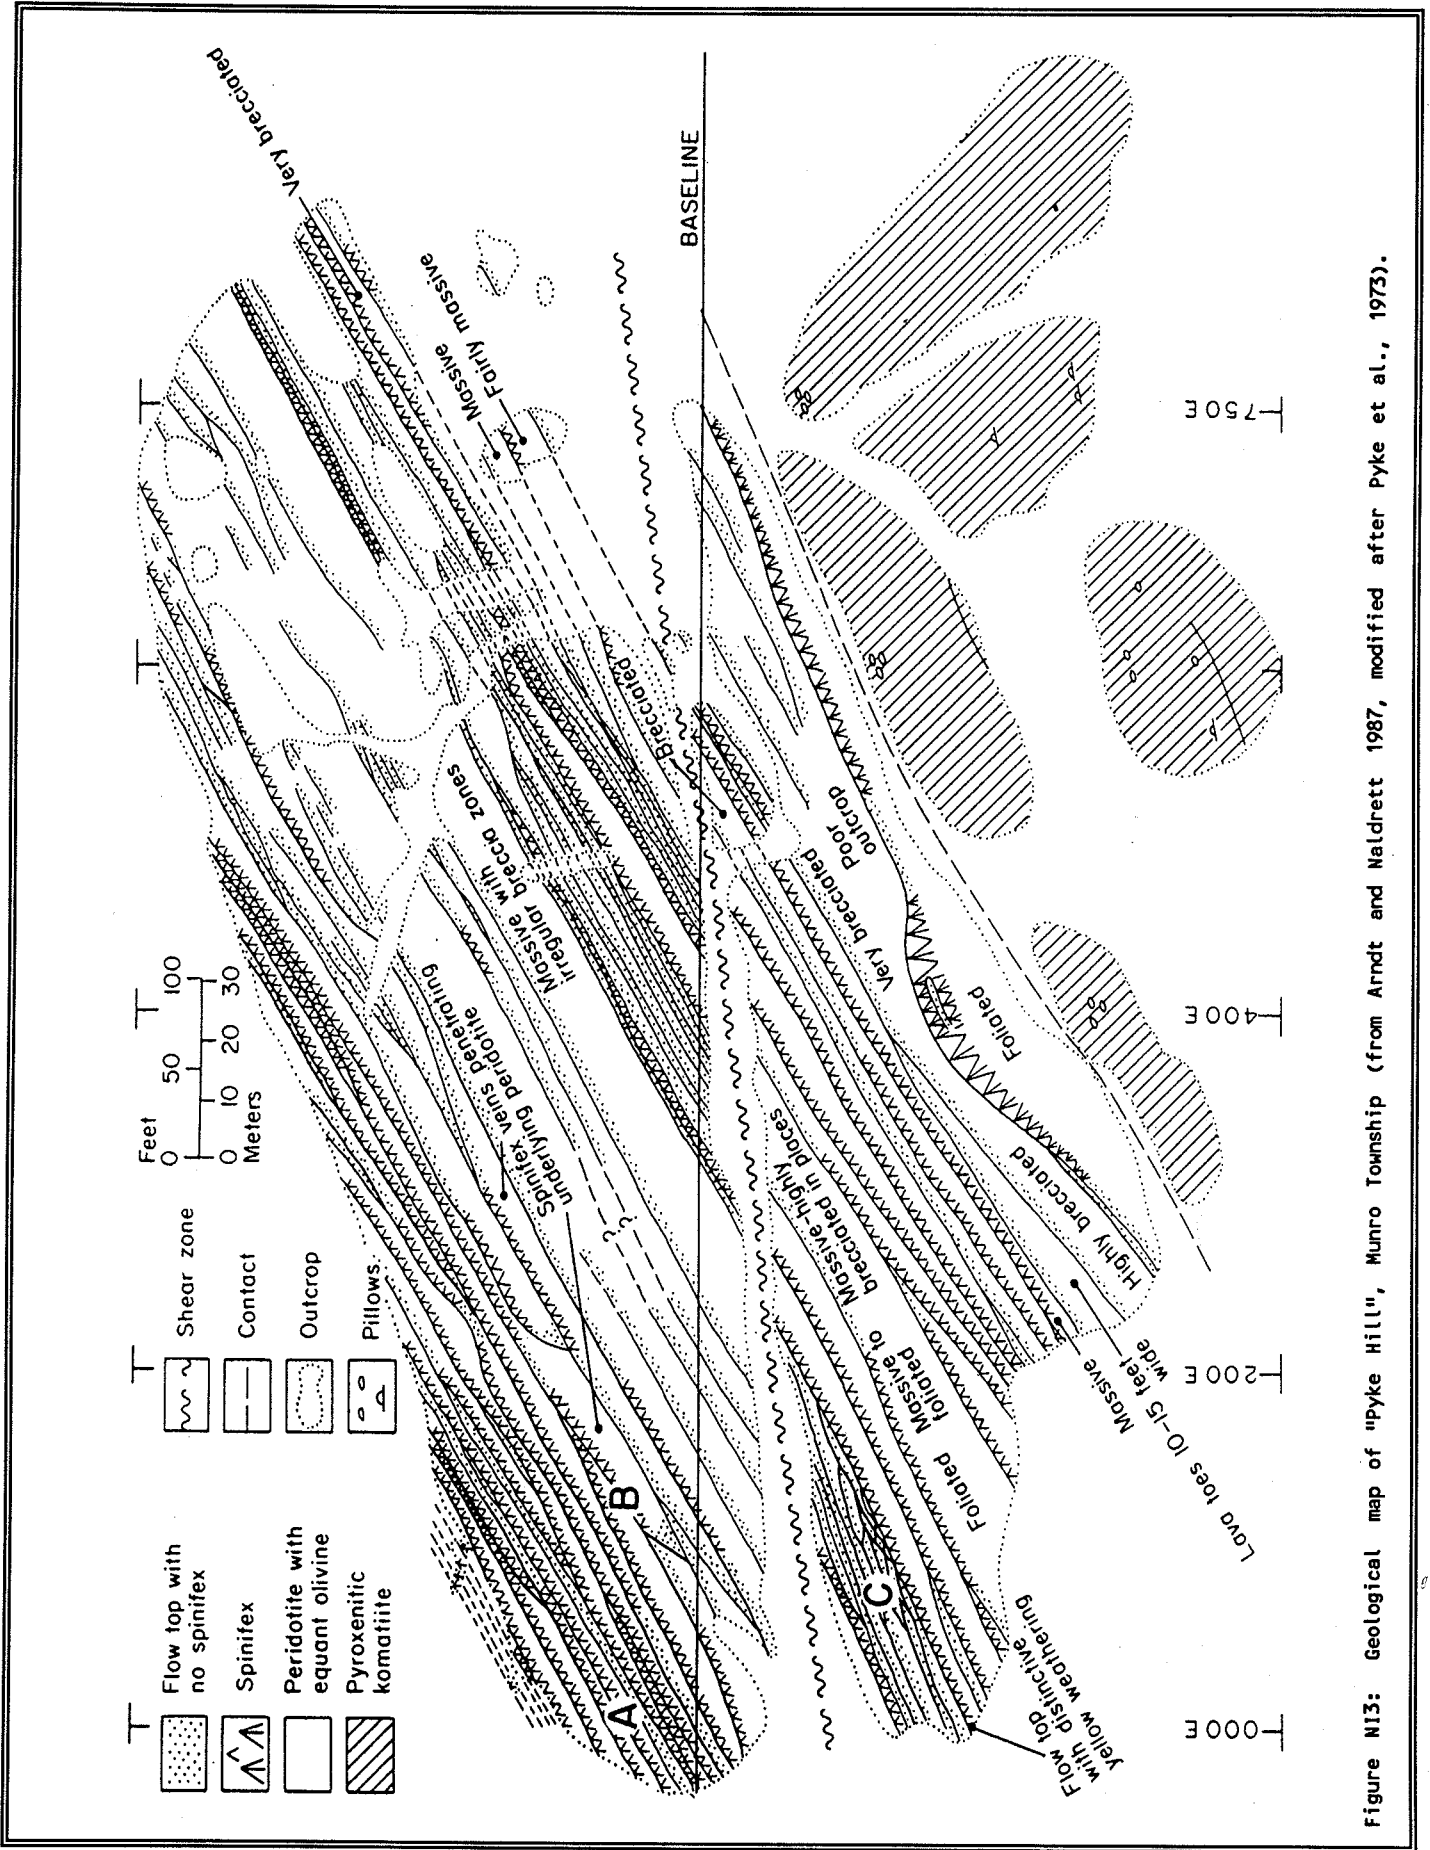 Flow top with
no spinifex
Spinifex
Peridotite with
equant olivine
Pyroxenitic
komatiite
Shear zone
Contact
Outcrop
Pillows
Feet
0 50 100
0 10 20 30
Meters
Very brecciated
Massive
Fairly massive
BASELINE
Massive with
irregular breccia zones
Spinifex veins penetrating
underlying peridotite
Brecciated
A
B
C
Massive-highly
brecciated in places
Massive to
foliated
Foliated
Very brecciated
Poor
outcrop
Foliated
Highly brecciated
Massive
Lava toes 10-15 feet
wide
Flow top
with distinctive
yellow weathering
000E
200E
400E
750E
Figure N13: Geological map of "Pyke Hill", Munro Township (from Arndt and Naldrett 1987, modified after Pyke et al., 1973).